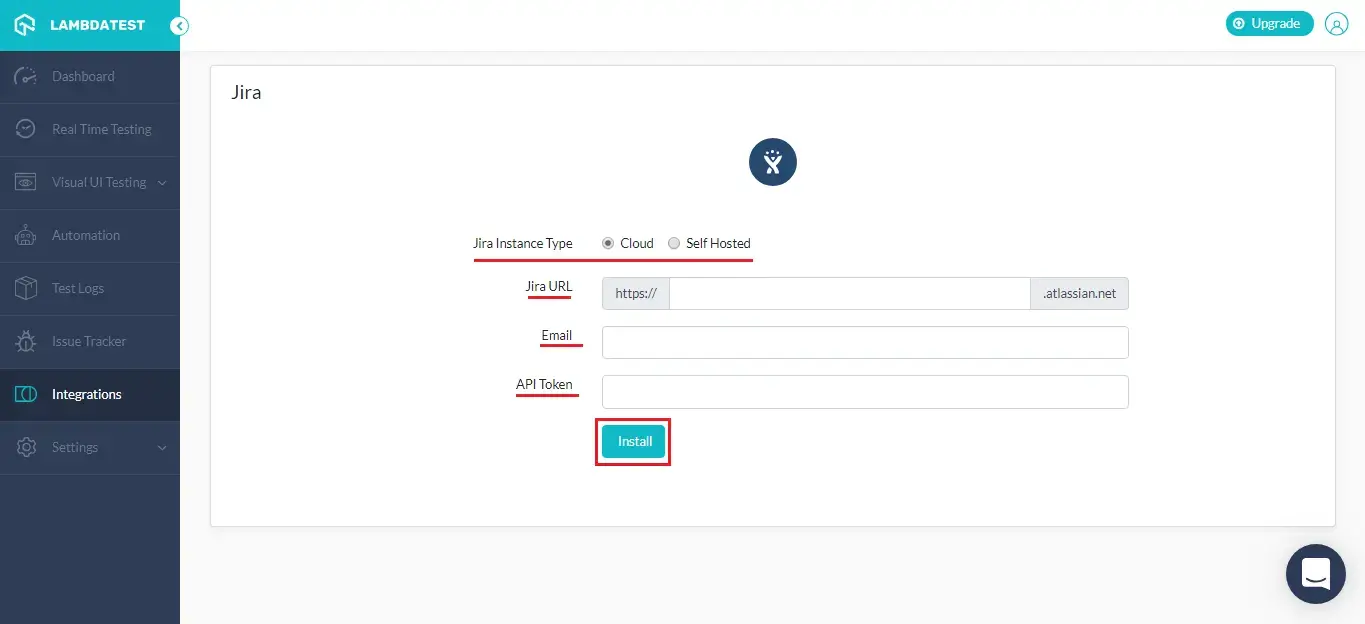 LAMBDATEST
Upgrade
Dashboard
Real Time Testing
Visual UI Testing
Automation
Test Logs
Issue Tracker
Integrations
Settings
Jira
Jira Instance Type Cloud Self Hosted
Jira URL https:// .atlassian.net
Email
API Token
Install